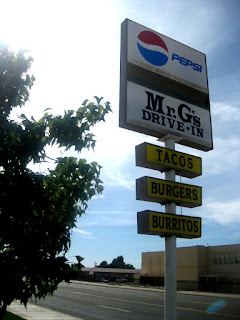 PEPSI
Mr. G's
DRIVE-IN
TACOS
BURGERS
BURRITOS